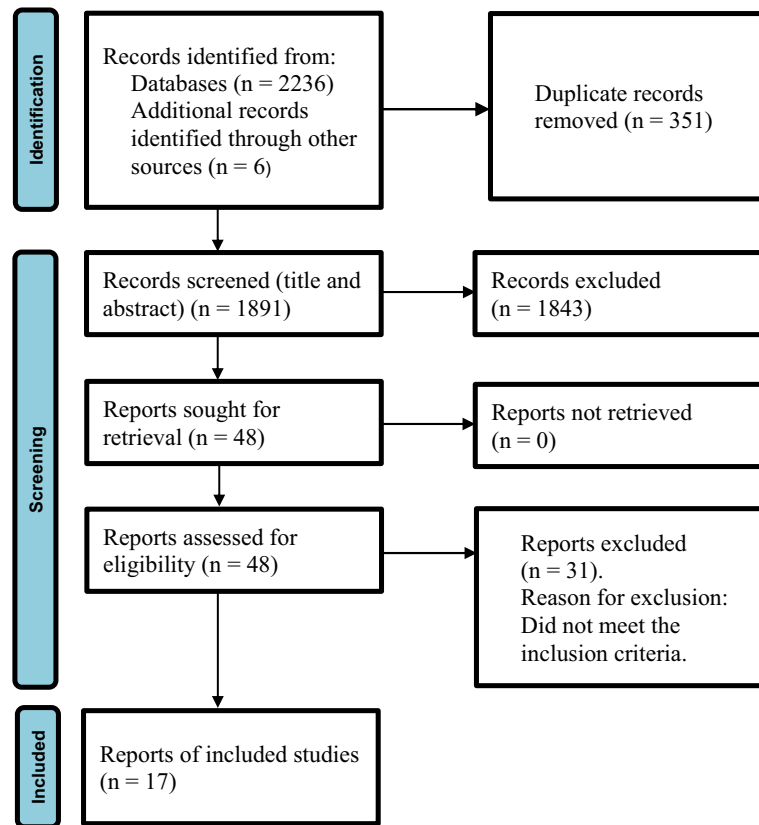 Identification
Records identified from:
Databases (n = 2236)
Additional records
identified through other
sources (n = 6)
Duplicate records
removed (n = 351)
Screening
Records screened (title and
abstract) (n = 1891)
Records excluded
(n = 1843)
Reports sought for
retrieval (n = 48)
Reports not retrieved
(n = 0)
Reports assessed for
eligibility (n = 48)
Reports excluded
(n = 31).
Reason for exclusion:
Did not meet the
inclusion criteria.
Included
Reports of included studies
(n = 17)